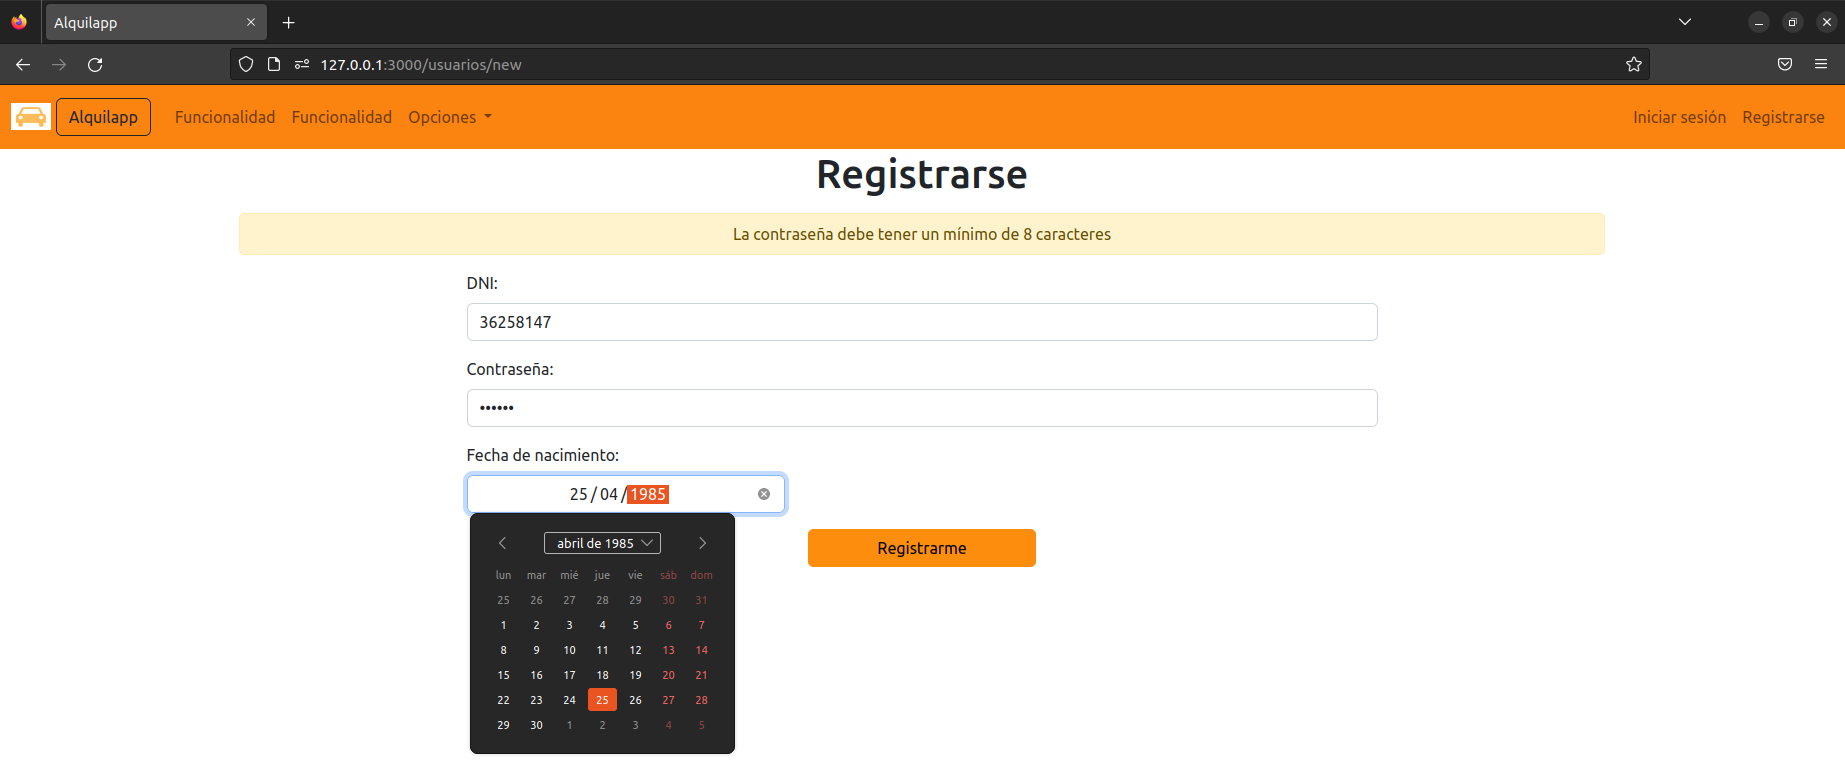 Alquilapp
127.0.0.1:3000/usuarios/new
Alquilapp Funcionalidad Funcionalidad Opciones Iniciar sesión Registrarse
Registrarse
La contraseña debe tener un mínimo de 8 caracteres
DNI:
36258147
Contraseña:
••••••
Fecha de nacimiento:
25/04/1985
abril de 1985
lun mar mié jue vie sáb dom
25 26 27 28 29 30 31
1 2 3 4 5 6 7
8 9 10 11 12 13 14
15 16 17 18 19 20 21
22 23 24 25 26 27 28
29 30 1 2 3 4 5
Registrarme